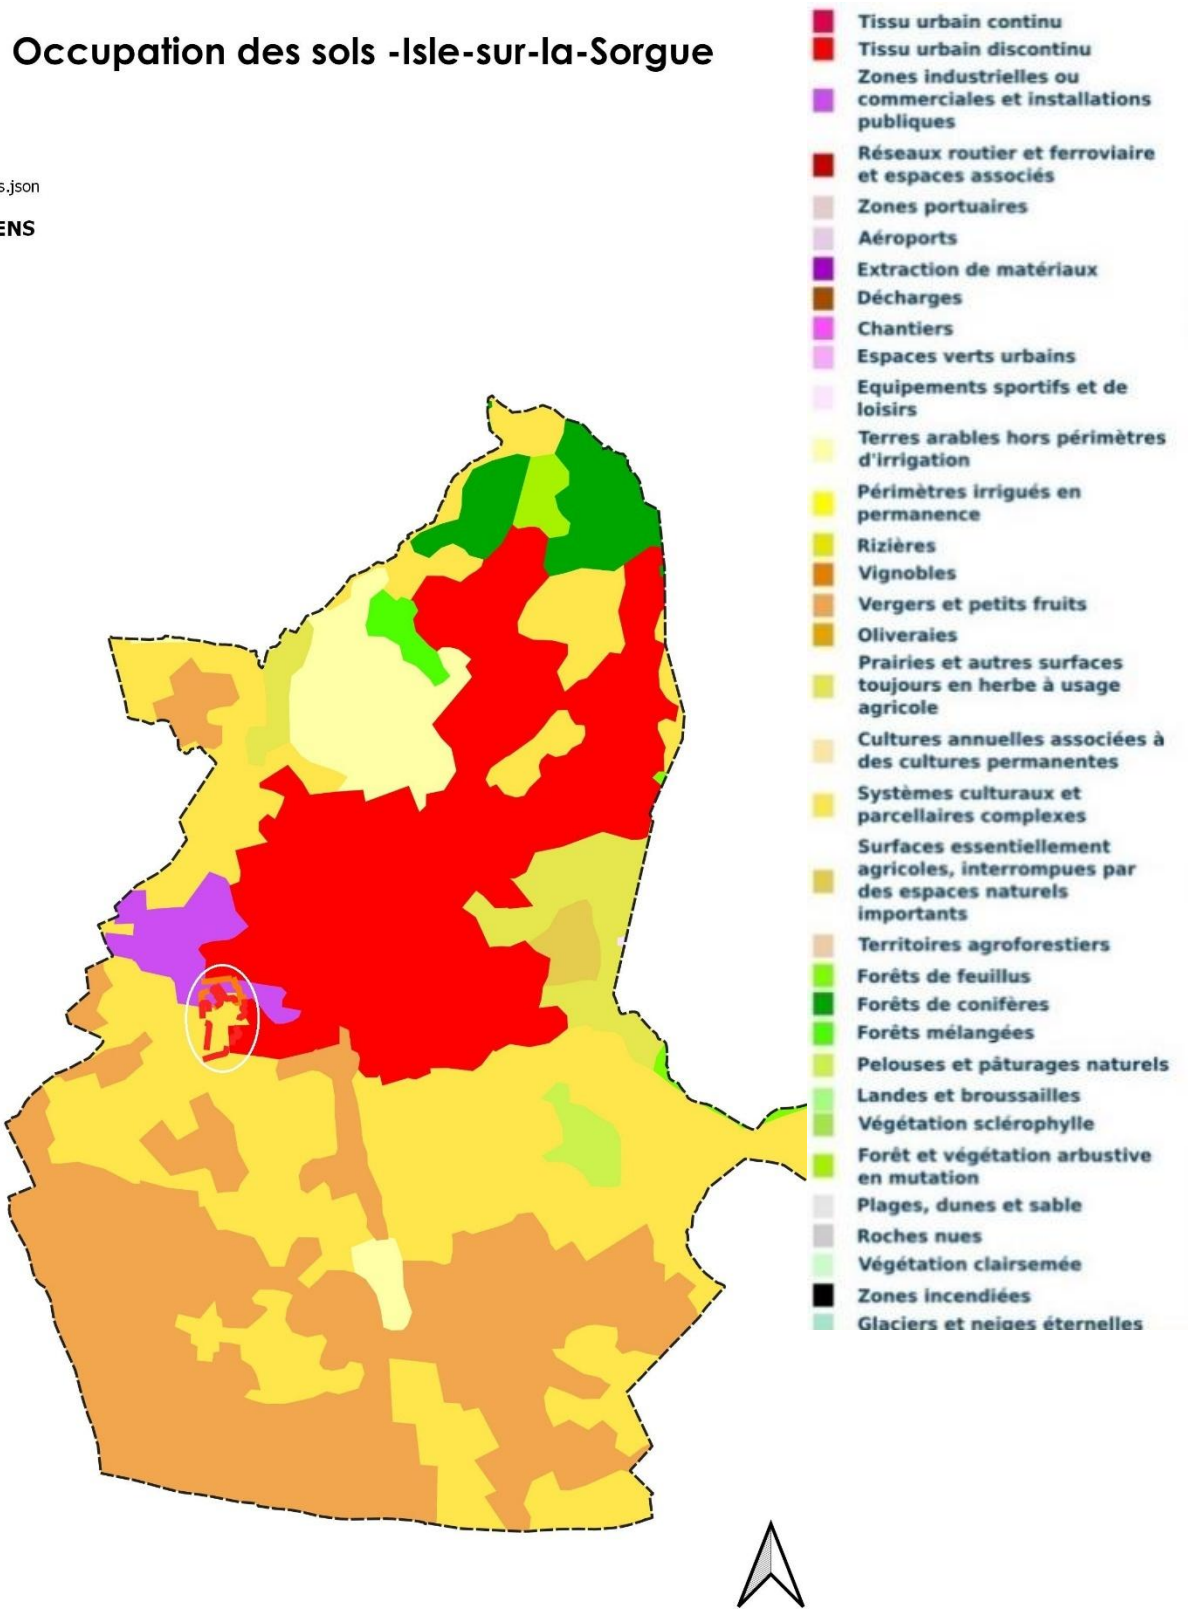 Occupation des sols -Isle-sur-la-Sorgue
s.json
ENS
Tissu urbain continu
Tissu urbain discontinu
Zones industrielles ou
commerciales et installations
publiques
Réseaux routier et ferroviaire
et espaces associés
Zones portuaires
Aéroports
Extraction de matériaux
Décharges
Chantiers
Espaces verts urbains
Equipements sportifs et de
loisirs
Terres arables hors périmètres
d'irrigation
Périmètres irrigués en
permanence
Rizières
Vignobles
Vergers et petits fruits
Oliveraies
Prairies et autres surfaces
toujours en herbe à usage
agricole
Cultures annuelles associées à
des cultures permanentes
Systèmes culturaux et
parcellaires complexes
Surfaces essentiellement
agricoles, interrompues par
des espaces naturels
importants
Territoires agroforestiers
Forêts de feuillus
Forêts de conifères
Forêts mélangées
Pelouses et pâturages naturels
Landes et broussailles
Végétation sclérophylle
Forêt et végétation arbustive
en mutation
Plages, dunes et sable
Roches nues
Végétation clairsemée
Zones incendiées
Glaciers et neiges éternelles